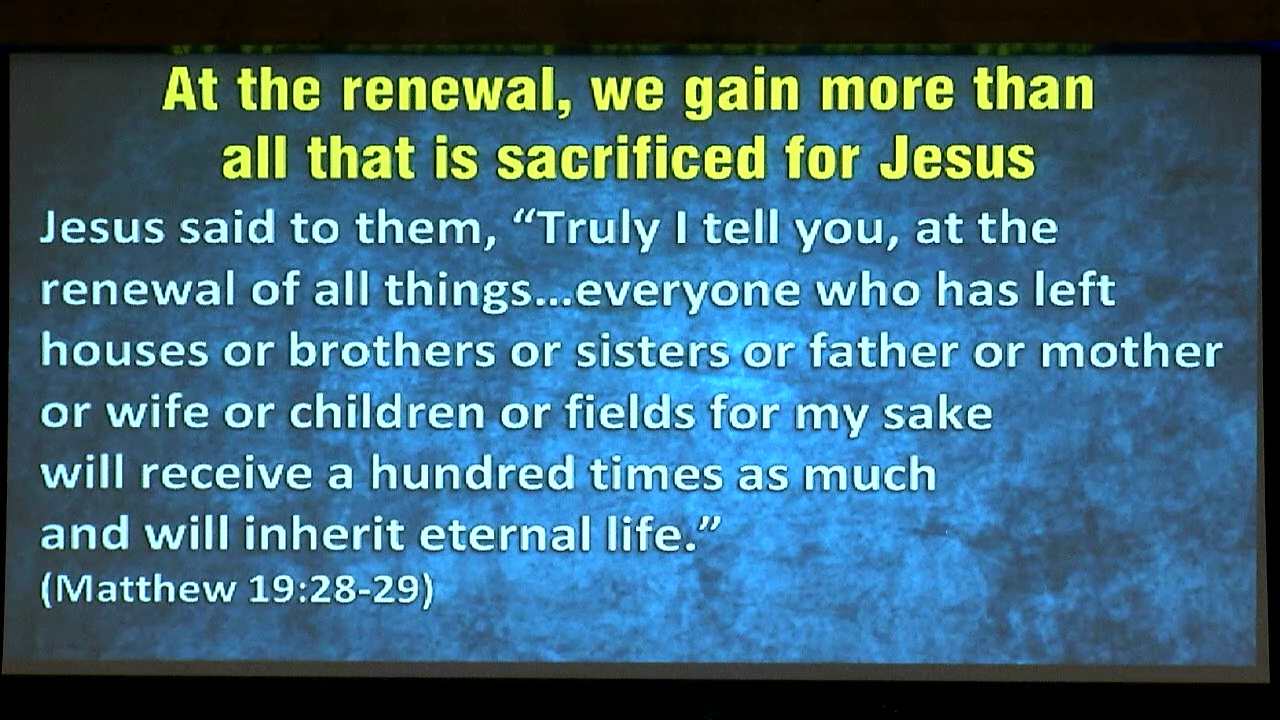 At the renewal, we gain more than
all that is sacrificed for Jesus
Jesus said to them, “Truly I tell you, at the
renewal of all things...everyone who has left
houses or brothers or sisters or father or mother
or wife or children or fields for my sake
will receive a hundred times as much
and will inherit eternal life.”
(Matthew 19:28-29)